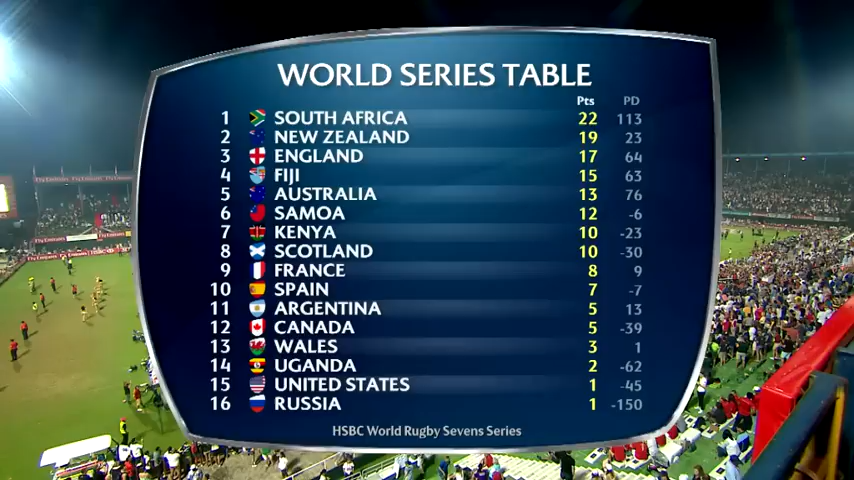 WORLD SERIES TABLE
Pts PD
1 SOUTH AFRICA 22 113
2 NEW ZEALAND 19 23
3 ENGLAND 17 64
4 FIJI 15 63
5 AUSTRALIA 13 76
6 SAMOA 12 -6
7 KENYA 10 -23
8 SCOTLAND 10 -30
9 FRANCE 8 9
10 SPAIN 7 -7
11 ARGENTINA 5 13
12 CANADA 5 -39
13 WALES 3 1
14 UGANDA 2 -62
15 UNITED STATES 1 -45
16 RUSSIA 1 -150
HSBC World Rugby Sevens Series